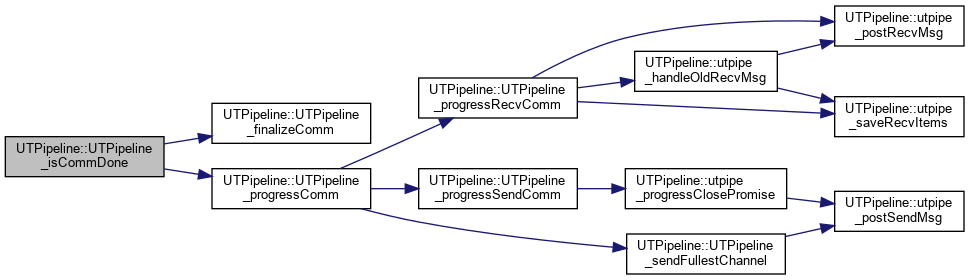 UTPipeline::UTPipeline
_isCommDone
UTPipeline::UTPipeline
_finalizeComm
UTPipeline::UTPipeline
_progressComm
UTPipeline::UTPipeline
_progressRecvComm
UTPipeline::UTPipeline
_progressSendComm
UTPipeline::utpipe
_handleOldRecvMsg
UTPipeline::utpipe
_progressClosePromise
UTPipeline::UTPipeline
_sendFullestChannel
UTPipeline::utpipe
_postRecvMsg
UTPipeline::utpipe
_saveRecvItems
UTPipeline::utpipe
_postSendMsg